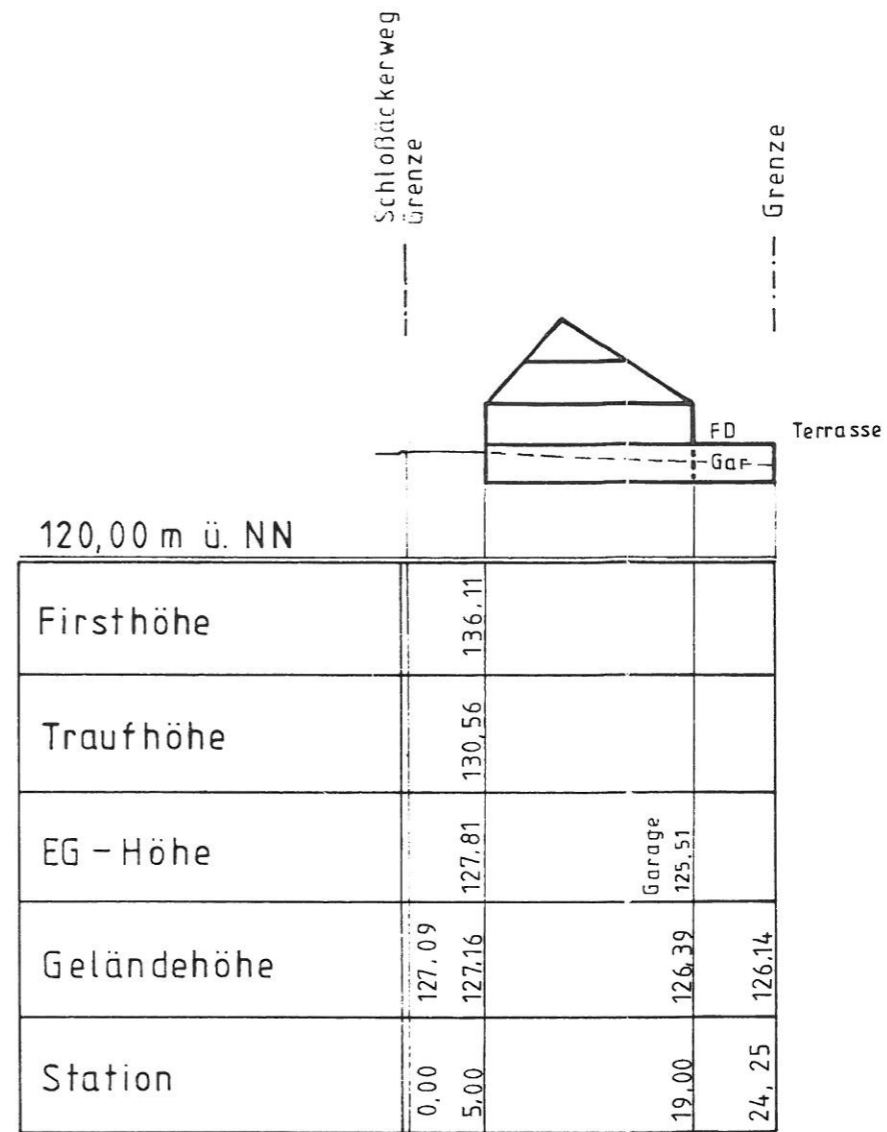 Schloßäckerweg
Grenze
Grenze
FD
Terrasse
Gar
120,00 m ü. NN
Firsthöhe
136.11
Traufhöhe
130,56
EG - Höhe
127.81
Garage
125.51
Geländehöhe
127.09
127.16
126,39
126.14
Station
0,00
5,00
19,00
24, 25